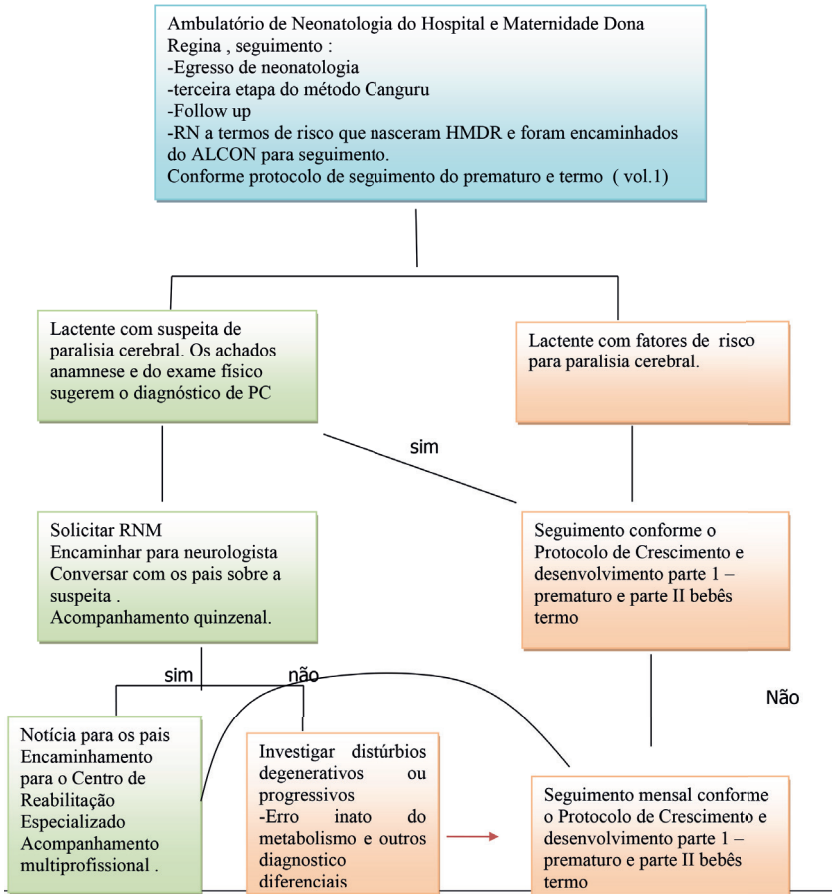 Ambulatório de Neonatologia do Hospital e Maternidade Dona
Regina , seguimento :
-Egresso de neonatologia
-terceira etapa do método Canguru
-Follow up
-RN a termos de risco que nasceram HMDR e foram encaminhados
do ALCON para seguimento.
Conforme protocolo de seguimento do prematuro e termo  ( vol.1)
Lactente com suspeita de
paralisia cerebral. Os achados
anamnese e do exame físico
sugerem o diagnóstico de PC
Lactente com fatores de  risco
para paralisia cerebral.
sim
Solicitar RNM
Encaminhar para neurologista
Conversar com os pais sobre a
suspeita .
Acompanhamento quinzenal.
Seguimento conforme o
Protocolo de Crescimento e
desenvolvimento parte 1 –
prematuro e parte II bebês
termo
sim
não
Não
Notícia para os pais
Encaminhamento
para o Centro de
Reabilitação
Especializado
Acompanhamento
multiprofissional .
Investigar distúrbios
degenerativos ou
progressivos
-Erro inato do
metabolismo e outros
diagnostico
diferenciais
Seguimento mensal conforme
o Protocolo de Crescimento e
desenvolvimento parte 1 –
prematuro e parte II bebês
termo